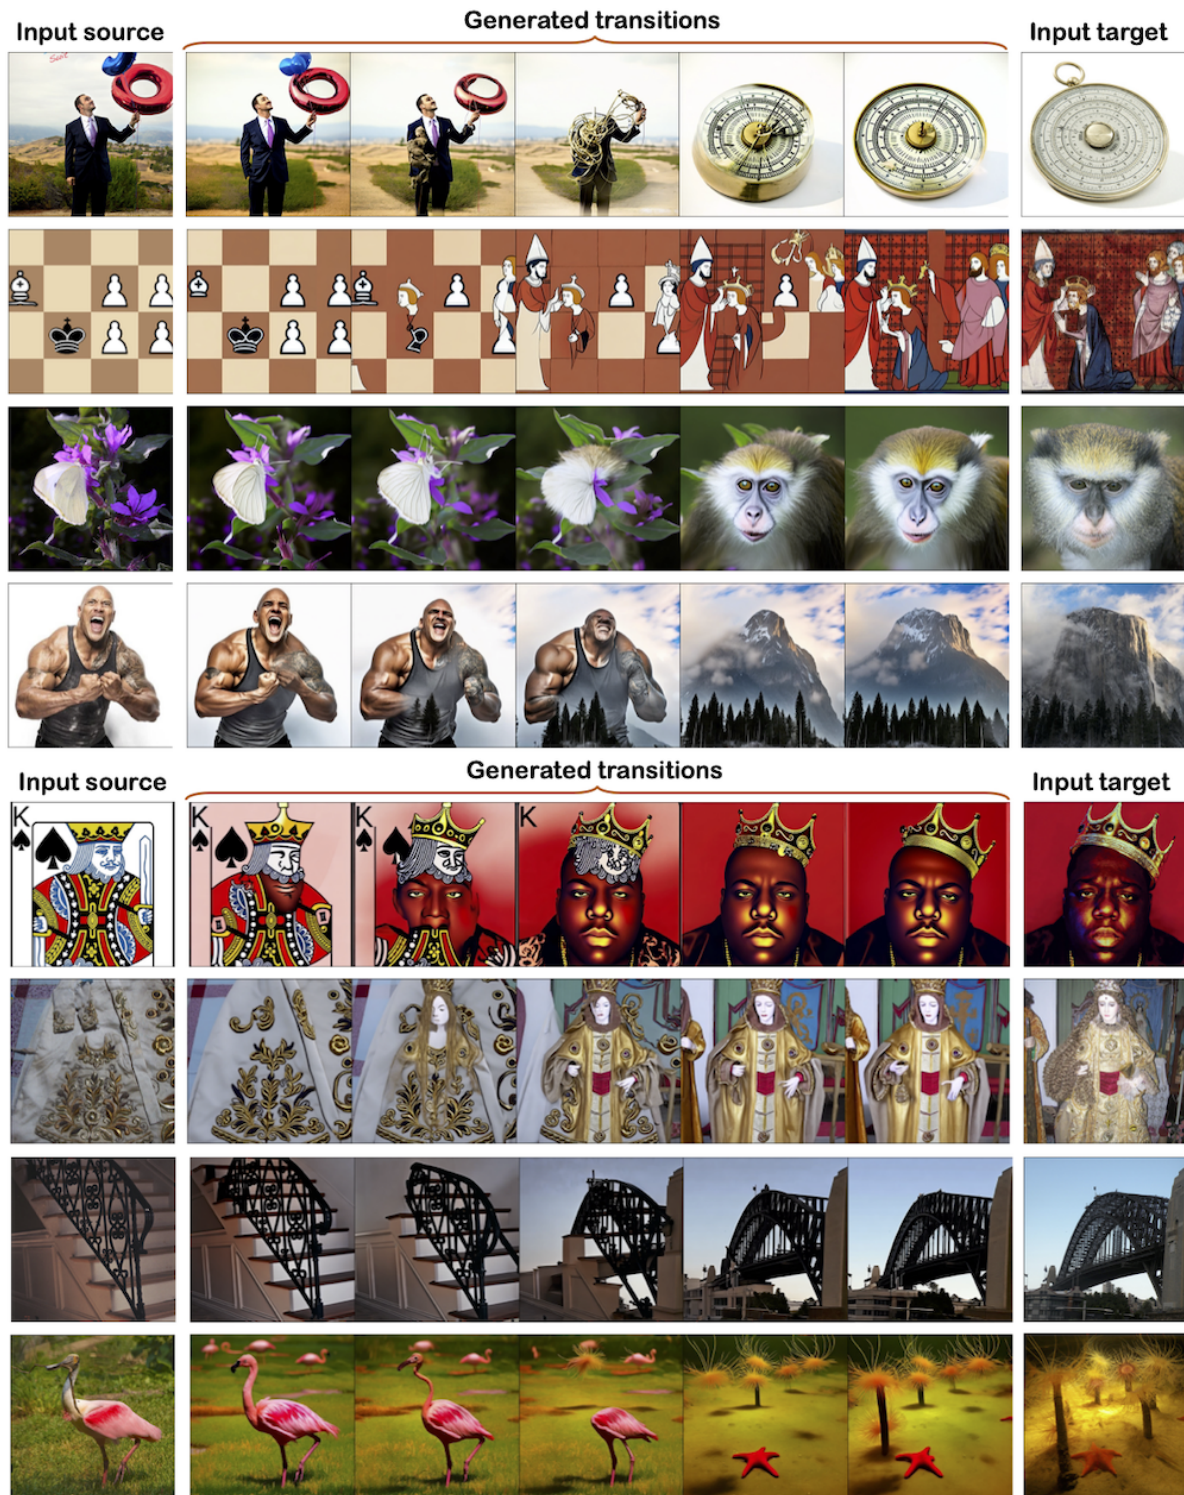 Input source
Generated transitions
Input target
Input source
Generated transitions
Input target
K
K
K
K